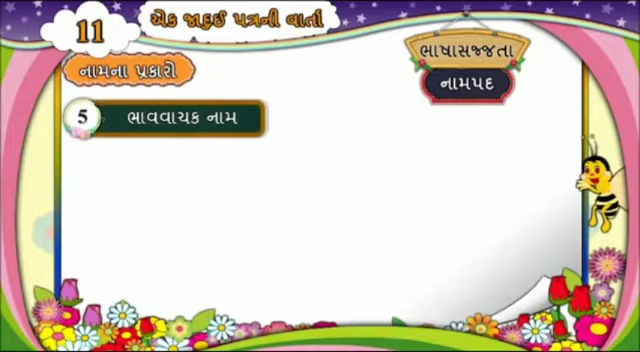 11
એક જાદુઈ પત્રની વાર્તા
ભાષાસજ્જતા
નામપદ
નામના પ્રકારો
5 ભાવવાચક નામ